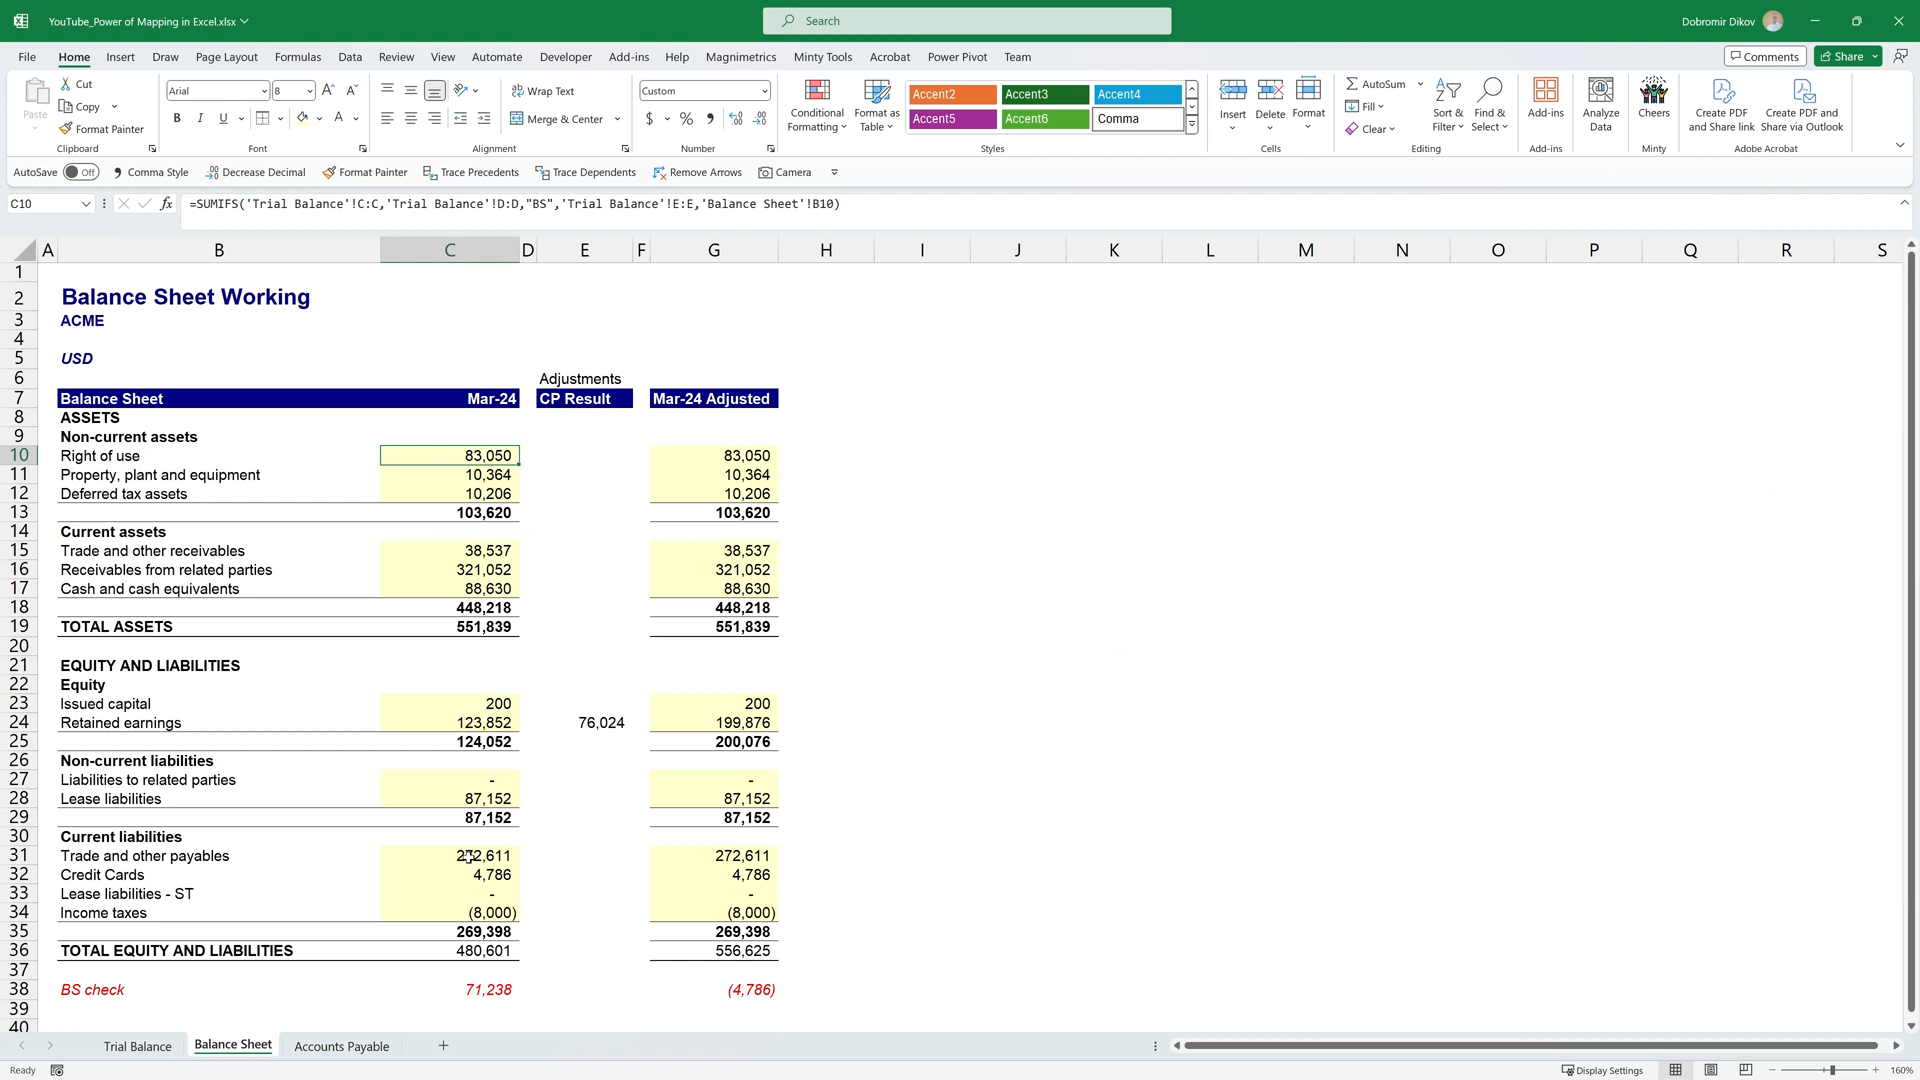 YouTube_Power of Mapping in Excel.xlsx
Search
Dobromir Dikov
File Home Insert Draw Page Layout Formulas Data Review View Automate Developer Add-ins Help Magnimetrics Minty Tools Acrobat Power Pivot Team
Comments Share
Paste
Cut
Copy
Format Painter
Clipboard
Arial 8
B I U
Font
Wrap Text
Merge & Center
Alignment
Custom
$ % ,
Number
Conditional Formatting
Format as Table
Accent2 Accent3 Accent4
Accent5 Accent6 Comma
Styles
Insert Delete Format
Cells
AutoSum
Fill
Clear
Sort & Filter
Find & Select
Editing
Add-ins
Add-ins
Analyze Data
Cheers
Minty
Create PDF and Share link
Create PDF and Share via Outlook
Adobe Acrobat
AutoSave Off Comma Style Decrease Decimal Format Painter Trace Precedents Trace Dependents Remove Arrows Camera
C10 fx =SUMIFS('Trial Balance'!C:C,'Trial Balance'!D:D,"BS",'Trial Balance'!E:E,'Balance Sheet'!B10)
A B C D E F G H I J K L M N O P Q R S
1
2 Balance Sheet Working
3 ACME
4
5 USD
6 Adjustments
7 Balance Sheet Mar-24 CP Result Mar-24 Adjusted
8 ASSETS
9 Non-current assets
10 Right of use 83,050 83,050
11 Property, plant and equipment 10,364 10,364
12 Deferred tax assets 10,206 10,206
13 103,620 103,620
14 Current assets
15 Trade and other receivables 38,537 38,537
16 Receivables from related parties 321,052 321,052
17 Cash and cash equivalents 88,630 88,630
18 448,218 448,218
19 TOTAL ASSETS 551,839 551,839
20
21 EQUITY AND LIABILITIES
22 Equity
23 Issued capital 200 200
24 Retained earnings 123,852 76,024 199,876
25 124,052 200,076
26 Non-current liabilities
27 Liabilities to related parties - -
28 Lease liabilities 87,152 87,152
29 87,152 87,152
30 Current liabilities
31 Trade and other payables 272,611 272,611
32 Credit Cards 4,786 4,786
33 Lease liabilities - ST - -
34 Income taxes (8,000) (8,000)
35 269,398 269,398
36 TOTAL EQUITY AND LIABILITIES 480,601 556,625
37
38 BS check 71,238 (4,786)
39
40
Trial Balance Balance Sheet Accounts Payable
Ready Display Settings 160%